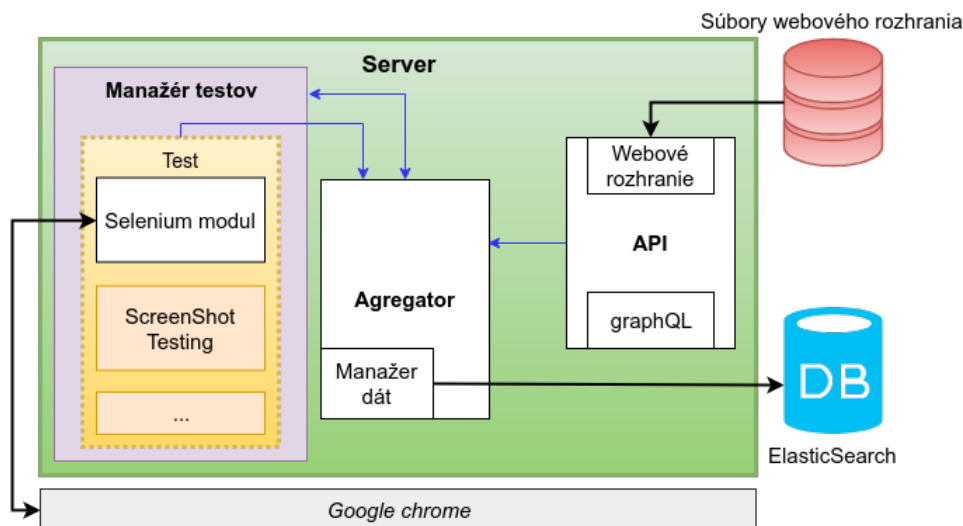 Súbory webového rozhrania
Server
Manažér testov
Test
Selenium modul
ScreenShot
Testing
...
Agregator
Manažer
dát
Webové
rozhranie
API
graphQL
DB
ElasticSearch
Google chrome